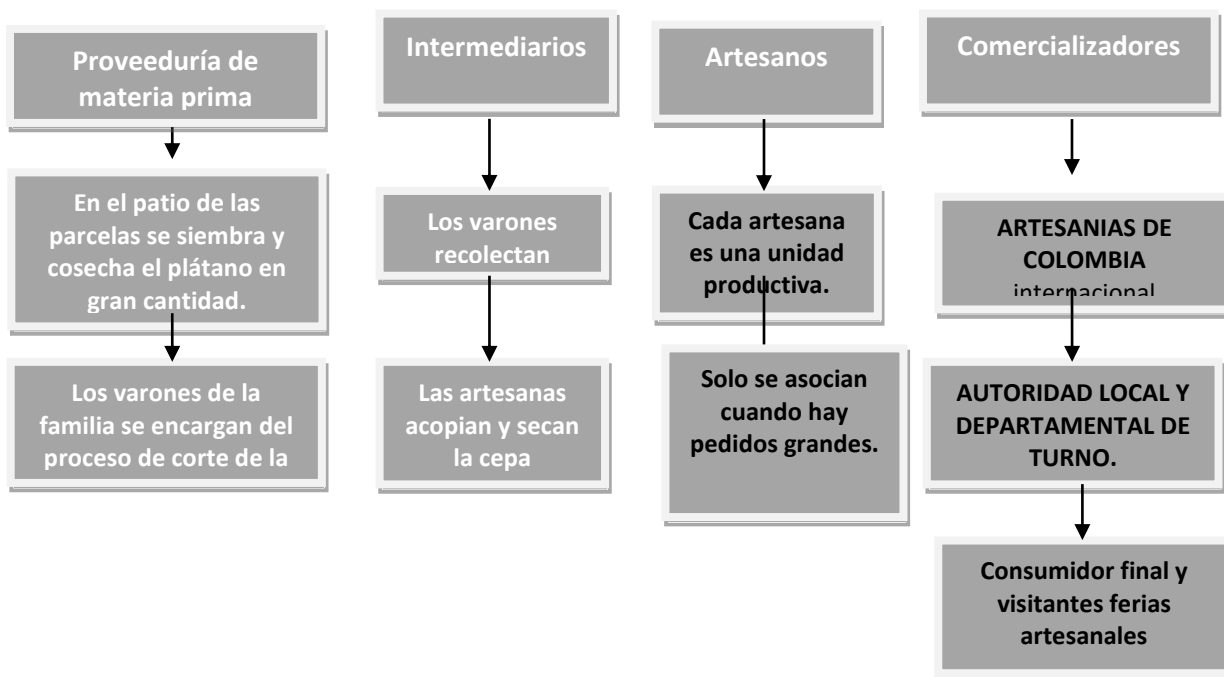 Proveeduría de
materia prima
En el patio de las
parcelas se siembra y
cosecha el plátano en
gran cantidad.
Los varones de la
familia se encargan del
proceso de corte de la
Intermediarios
Los varones
recolectan
Las artesanas
acopian y secan
la cepa
Artesanos
Cada artesana
es una unidad
productiva.
Solo se asocian
cuando hay
pedidos grandes.
Comercializadores
ARTESANIAS DE
COLOMBIA
internacional
AUTORIDAD LOCAL Y
DEPARTAMENTAL DE
TURNO.
Consumidor final y
visitantes ferias
artesanales